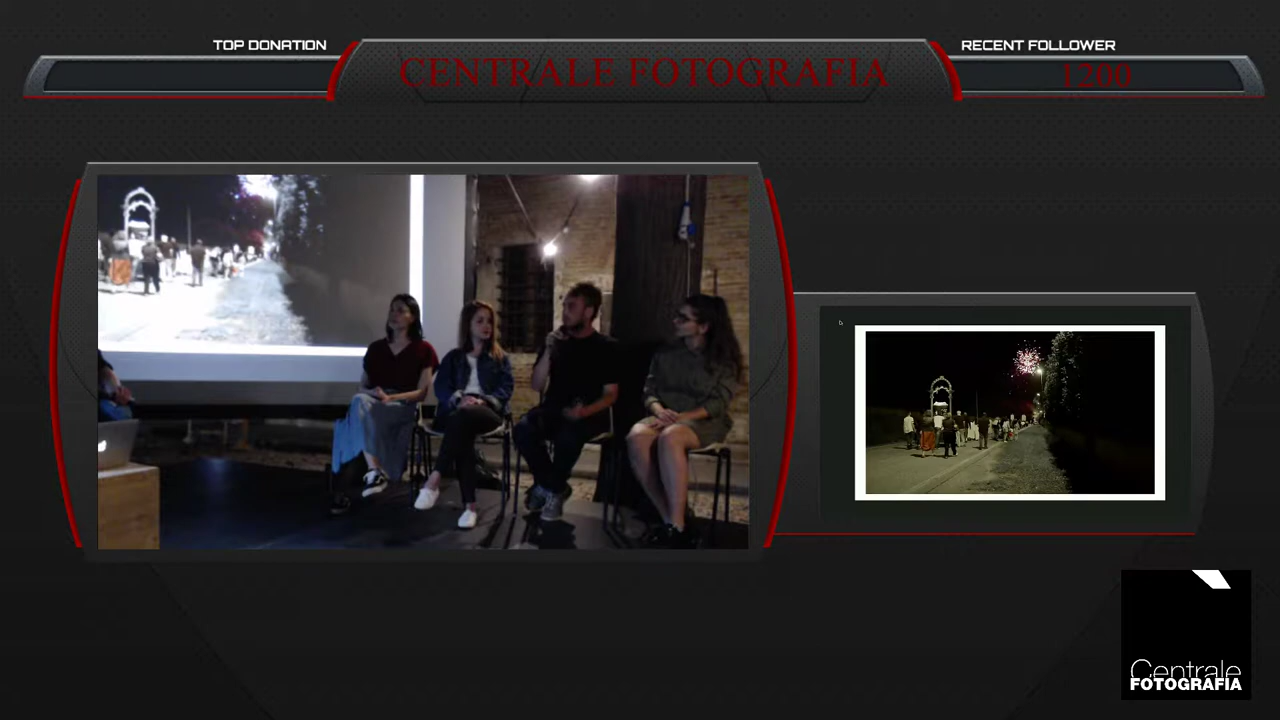 TOP DONATION
CENTRALE FOTOGRAFIA
RECENT FOLLOWER
1200
Centrale
FOTOGRAFIA